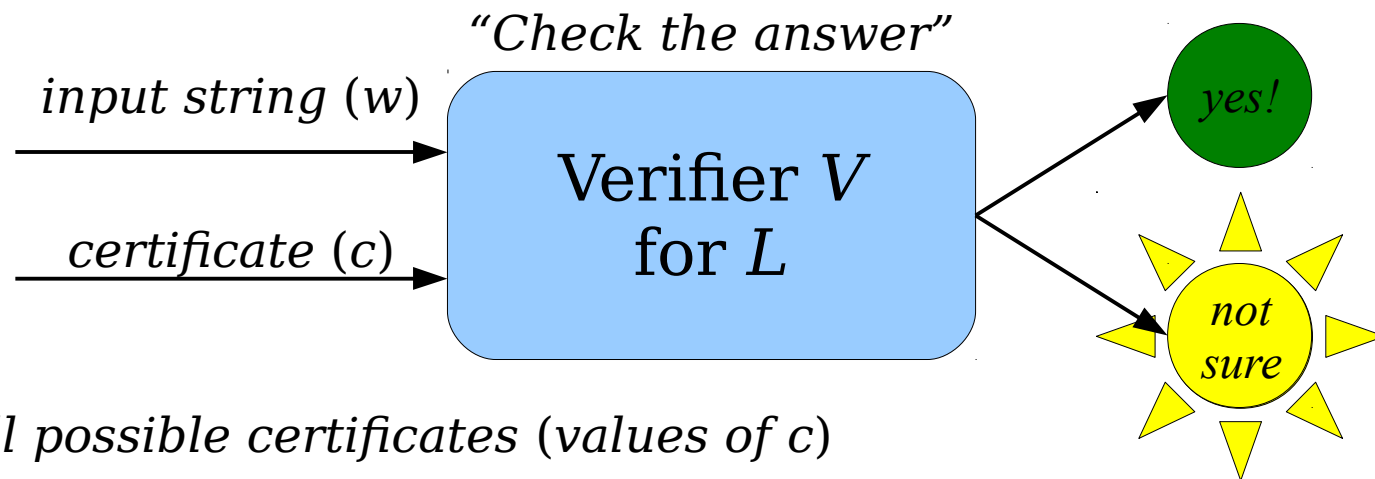 “Check the answer”
input string (w)
yes!
Verifier V
for L
certificate (c)
not
sure
possible certificates (values of c)